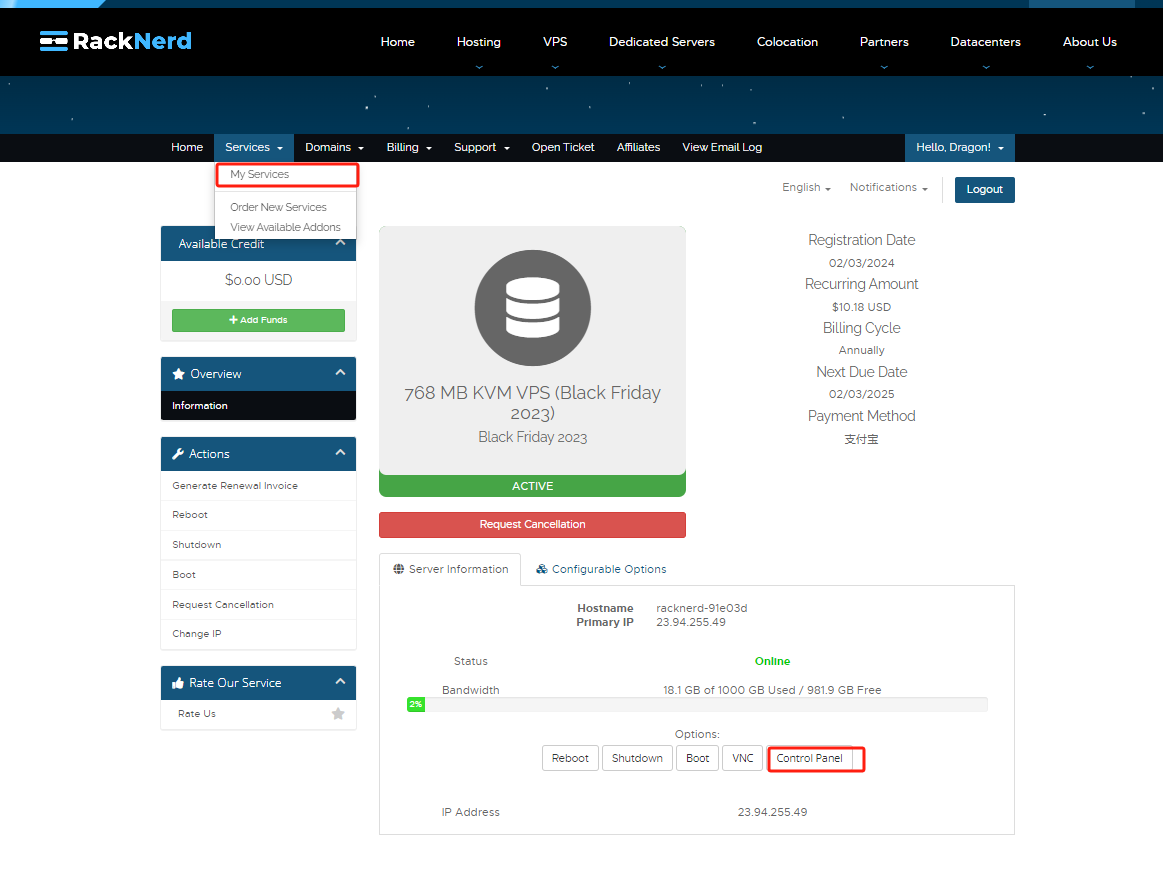 RackNerd
Home Hosting VPS Dedicated Servers Colocation Partners Datacenters About Us
Home Services Domains Billing Support Open Ticket Affiliates View Email Log Hello, Dragon!
My Services
Order New Services
View Available Addons
English Notifications Logout
Available Credit
$0.00 USD
Add Funds
Overview
Information
Actions
Generate Renewal Invoice
Reboot
Shutdown
Boot
Request Cancellation
Change IP
Rate Our Service
Rate Us
768 MB KVM VPS (Black Friday
2023)
Black Friday 2023
ACTIVE
Request Cancellation
Registration Date
02/03/2024
Recurring Amount
$10.18 USD
Billing Cycle
Annually
Next Due Date
02/03/2025
Payment Method
支付宝
Server Information Configurable Options
Hostname racknerd-91e03d
Primary IP 23.94.255.49
Status Online
Bandwidth 18.1 GB of 1000 GB Used / 981.9 GB Free
2%
Options:
Reboot Shutdown Boot VNC Control Panel
IP Address 23.94.255.49